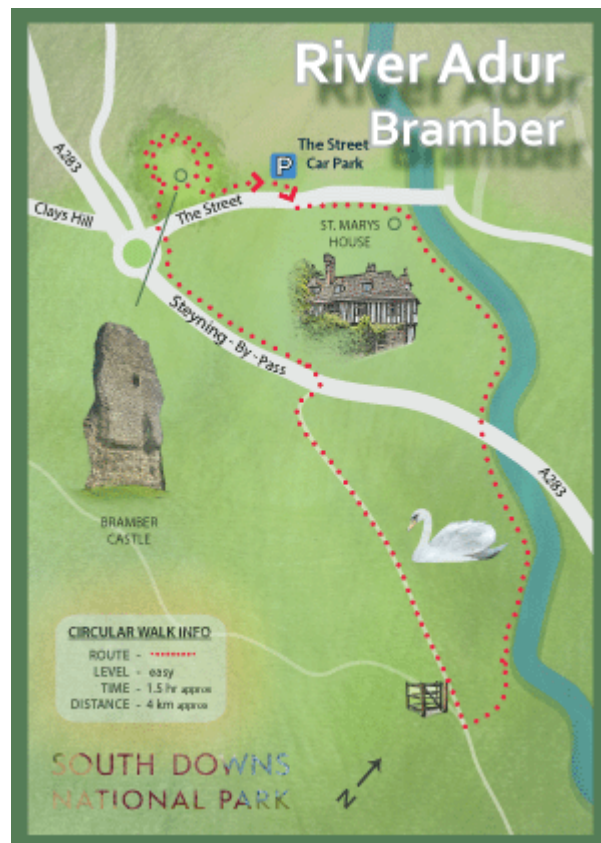 River Adur
Bramber
The Street
Car Park
P
A283
Clays Hill
The Street
ST. MARYS
HOUSE
Steyning - By - Pass
A283
BRAMBER
CASTLE
CIRCULAR WALK INFO
ROUTE -
LEVEL - easy
TIME - 1.5 hr approx
DISTANCE - 4 km approx
SOUTH DOWNS
NATIONAL PARK
N